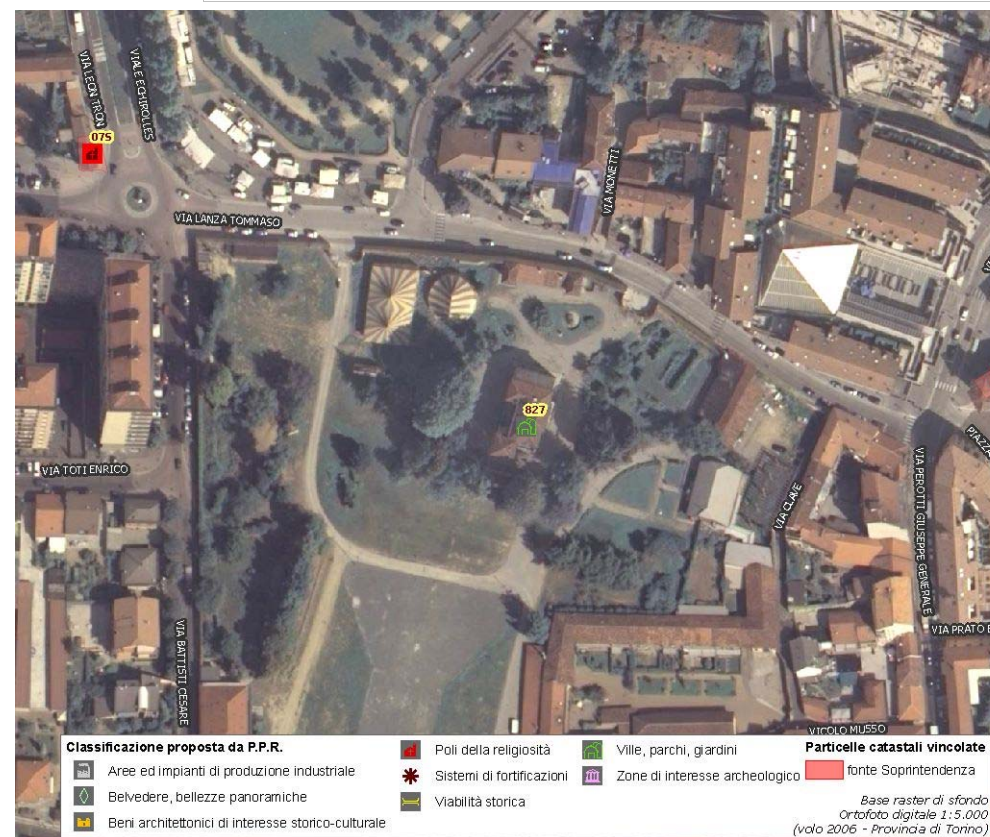 VIA LEON TRON
VIALE ECHIROLLES
075
VIA LANZA TOMMASO
VIA MONETTI
827
VIA TOTI ENRICO
VIA CLAVE
PIAZZA
VIA PEROTTI GIUSEPPE GENERALE
VIA PRATO
VIA BATTISTI CESARE
VICOLO MUSSO
Classificazione proposta da P.P.R.
Aree ed impianti di produzione industriale
Belvedere, bellezze panoramiche
Beni architettonici di interesse storico-culturale
Poli della religiosità
Sistemi di fortificazioni
Viabilità storica
Ville, parchi, giardini
Zone di interesse archeologico
Particelle catastali vincolate
fonte Soprintendenza
Base raster di sfondo
Ortofoto digitale 1:5.000
(volo 2006 - Provincia di Torino)